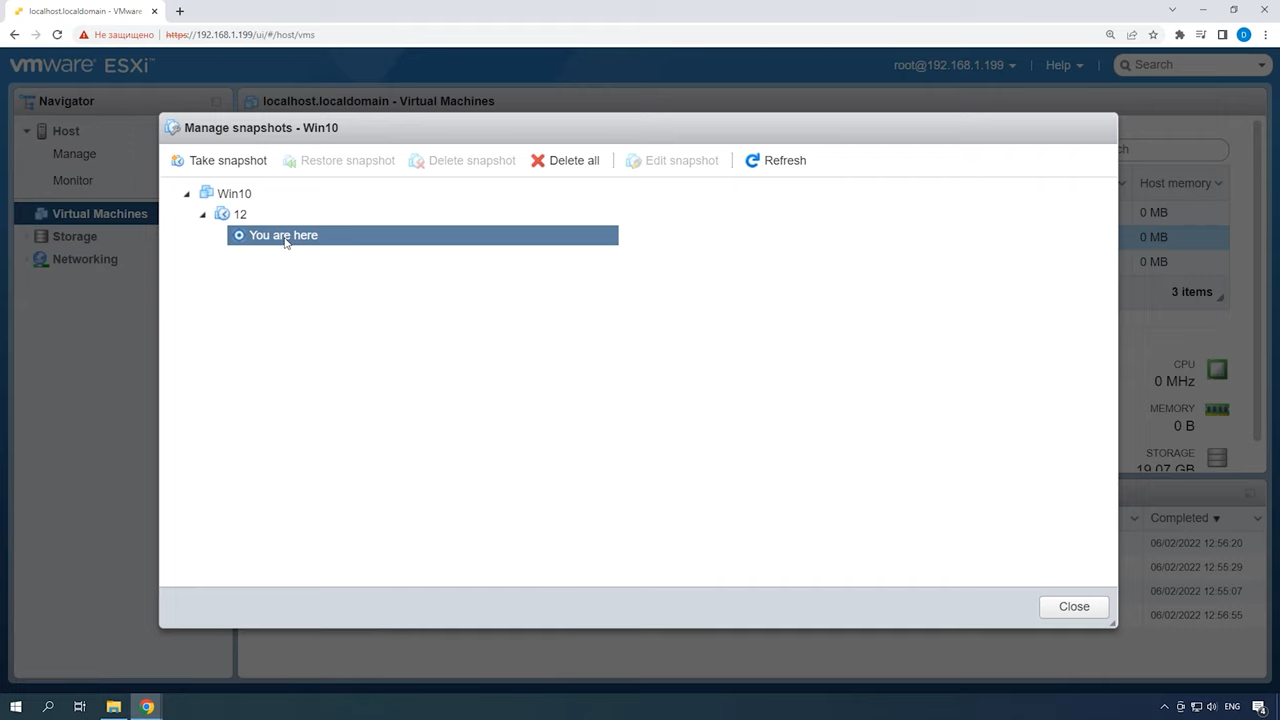 localhost.localdomain - VMware
Не защищено
https://192.168.1.199/ui/#/host/vms
D
vmware ESXi™
root@192.168.1.199
Help
Search
Navigator
localhost.localdomain - Virtual Machines
Host
Manage
Monitor
Virtual Machines
Storage
Networking
Manage snapshots - Win10
Take snapshot
Restore snapshot
Delete snapshot
Delete all
Edit snapshot
Refresh
Win10
12
You are here
Host memory
0 MB
0 MB
0 MB
3 items
CPU
0 MHz
MEMORY
0 B
STORAGE
19.07 GB
Completed ▼
06/02/2022 12:56:20
06/02/2022 12:55:29
06/02/2022 12:55:07
06/02/2022 12:56:55
Close
ENG
4